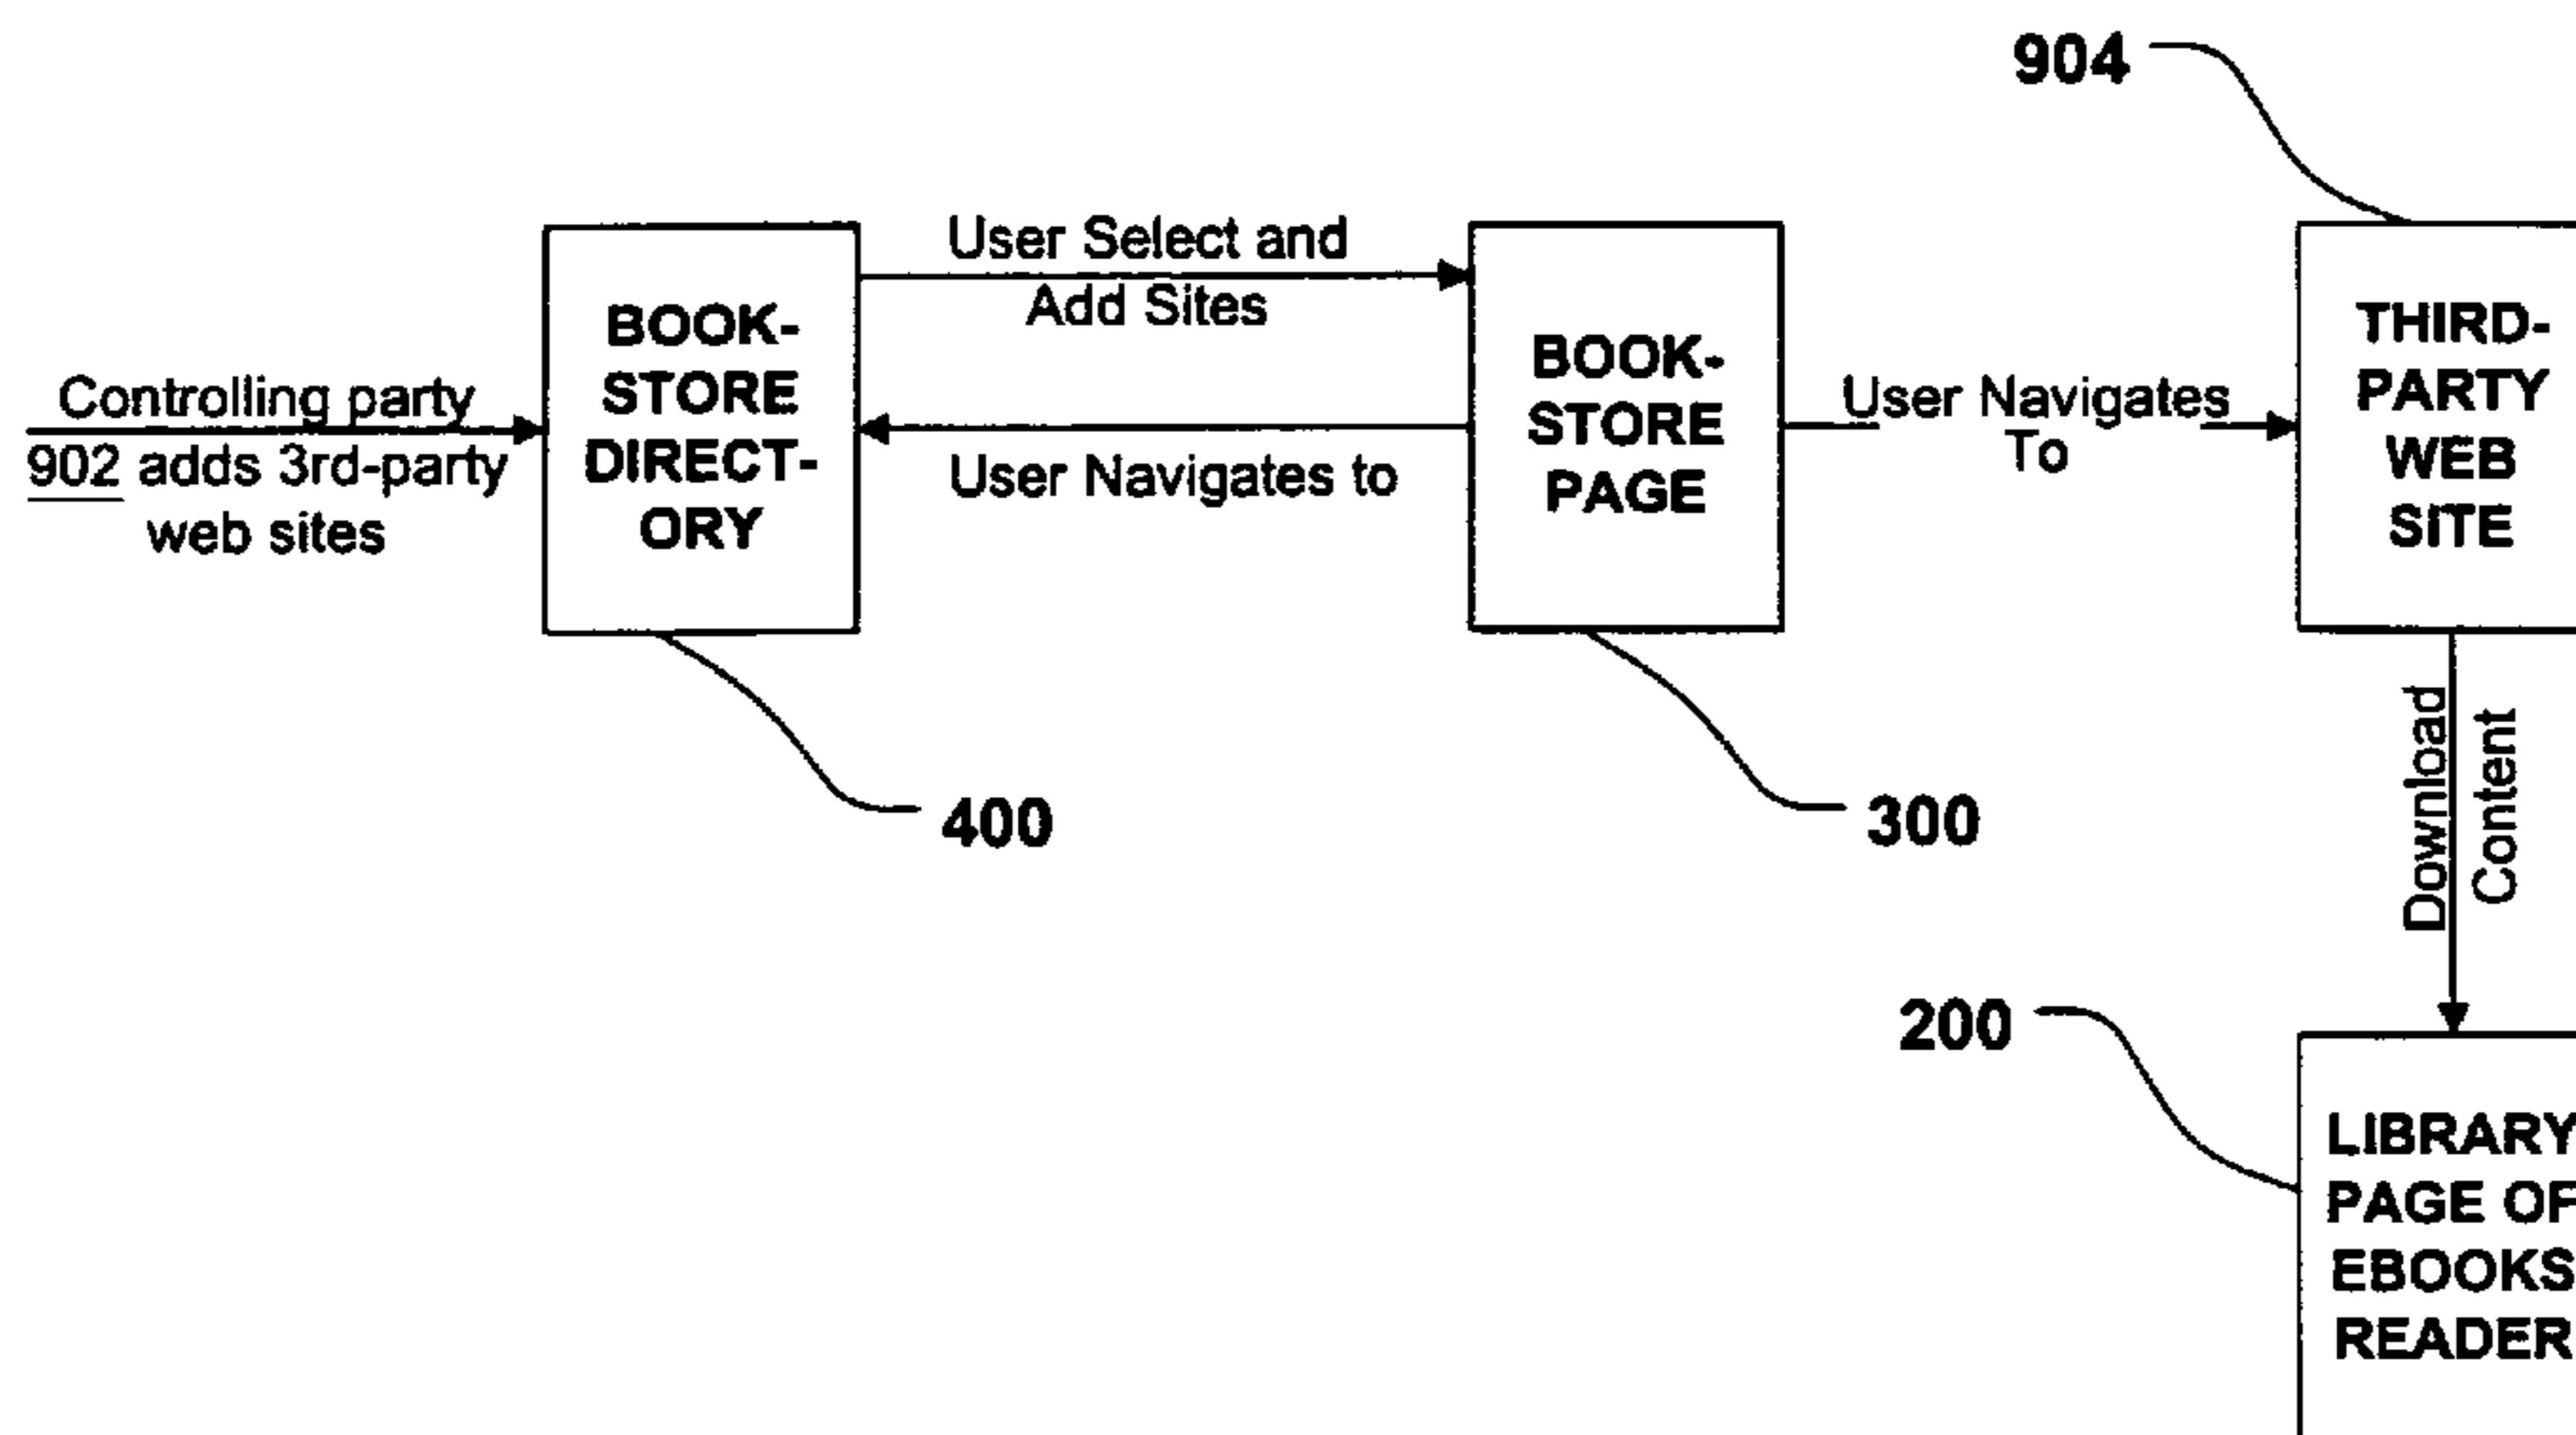 904
User Select and
Add Sites
BOOK-
STORE
DIRECT-
ORY
BOOK-
STORE
PAGE
THIRD-
PARTY
WEB
SITE
Controlling party
902 adds 3rd-party
web sites
User Navigates to
User Navigates
To
400
300
Download
Content
200
LIBRARY
PAGE OF
EBOOKS
READER